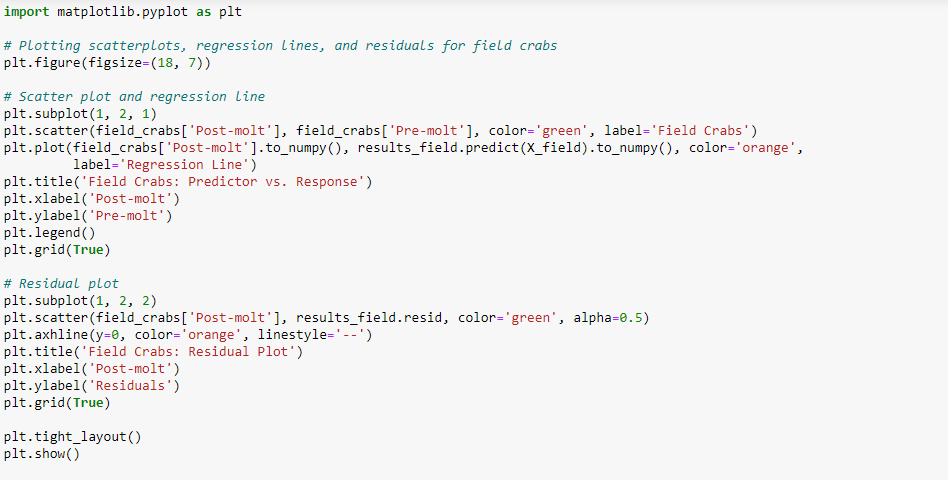 import matplotlib.pyplot as plt
# Plotting scatterplots, regression lines, and residuals for field crabs
plt.figure(figsize=(18, 7))
# Scatter plot and regression line
plt.subplot(1, 2, 1)
plt.scatter(field_crabs['Post-molt'], field_crabs['Pre-molt'], color='green', label='Field Crabs')
plt.plot(field_crabs['Post-molt'].to_numpy(), results_field.predict(X_field).to_numpy(), color='orange',
         label='Regression Line')
plt.title('Field Crabs: Predictor vs. Response')
plt.xlabel('Post-molt')
plt.ylabel('Pre-molt')
plt.legend()
plt.grid(True)
# Residual plot
plt.subplot(1, 2, 2)
plt.scatter(field_crabs['Post-molt'], results_field.resid, color='green', alpha=0.5)
plt.axhline(y=0, color='orange', linestyle='--')
plt.title('Field Crabs: Residual Plot')
plt.xlabel('Post-molt')
plt.ylabel('Residuals')
plt.grid(True)
plt.tight_layout()
plt.show()